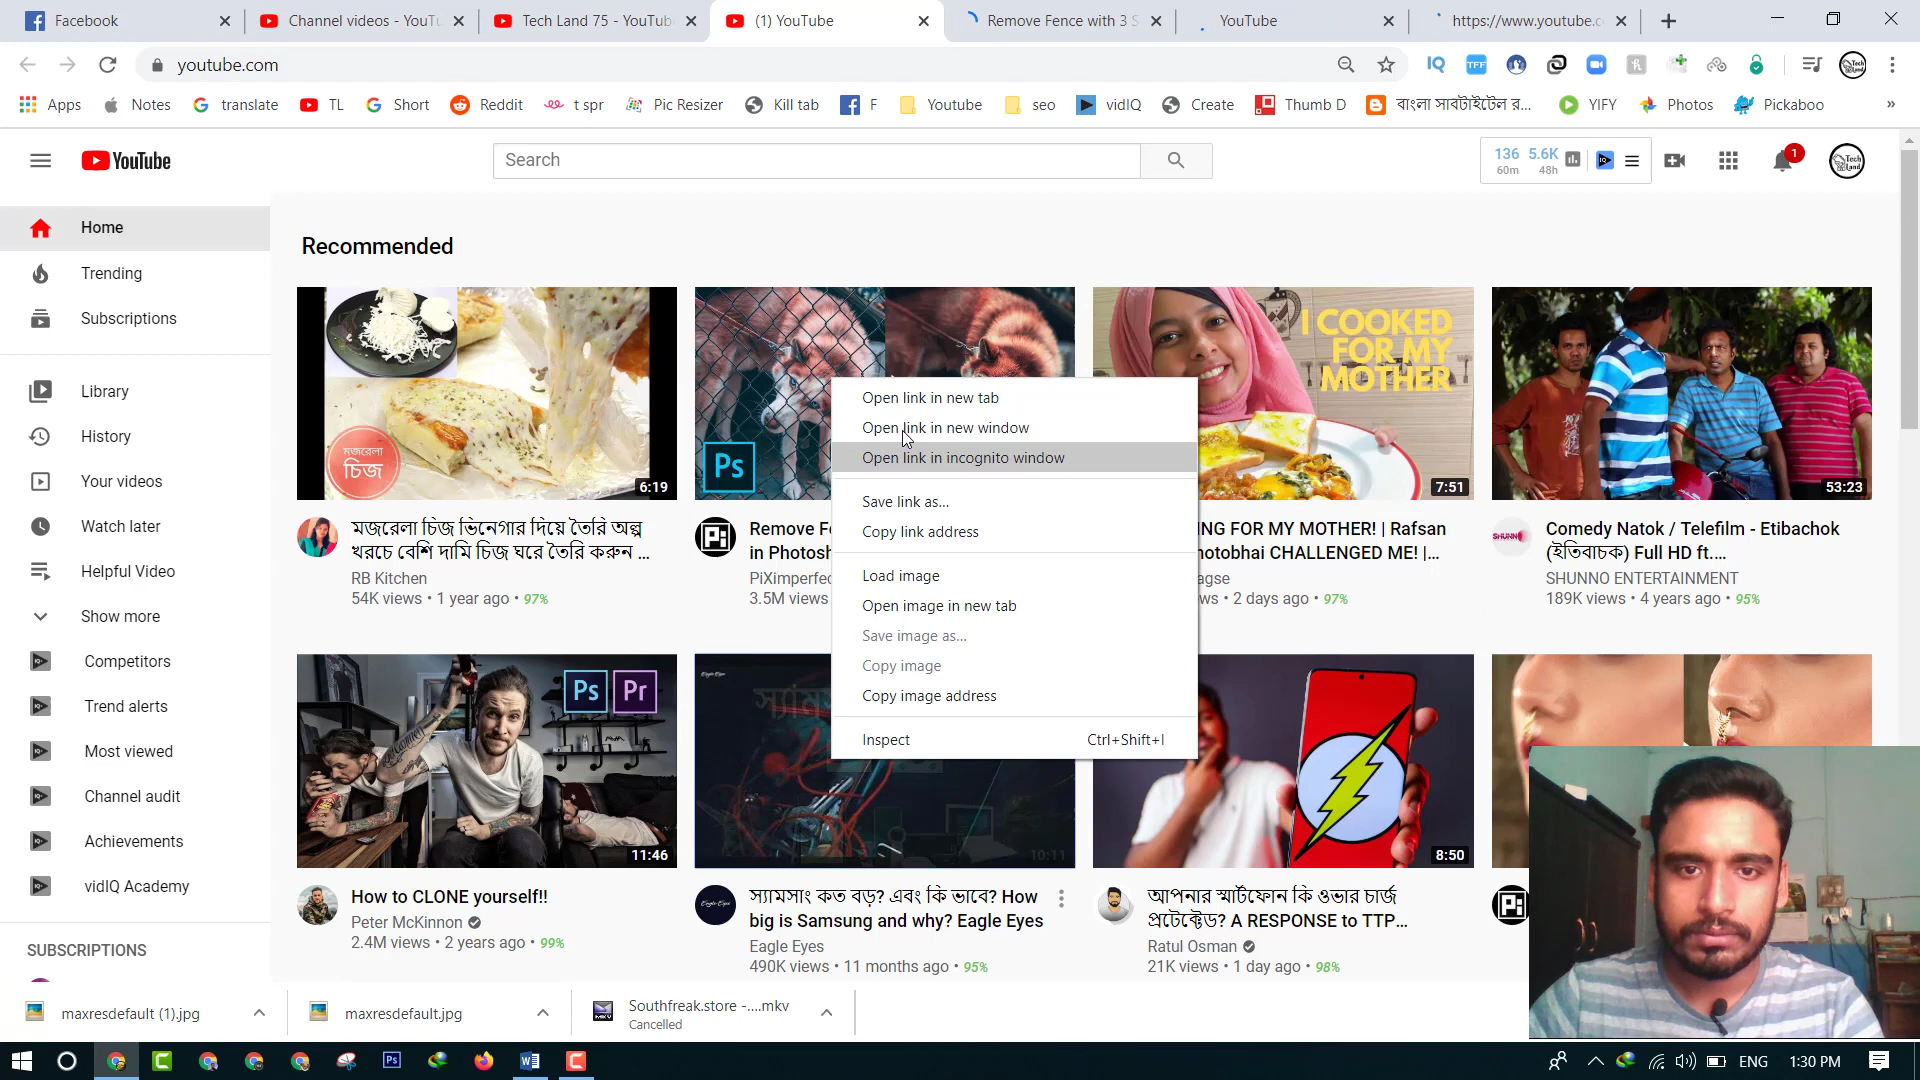 Facebook
Channel videos - YouTu
Tech Land 75 - YouTub
(1) YouTube
Remove Fence with 3 S
YouTube
https://www.youtube.c
youtube.com
Apps
Notes
translate
TL
Short
Reddit
t spr
Pic Resizer
Kill tab
F
Youtube
seo
vidIQ
Create
Thumb D
বাংলা সাবটাইটেল র...
YIFY
Photos
Pickaboo
»
YouTube
Search
136 5.6K
60m 48h
1
Home
Trending
Subscriptions
Library
History
Your videos
Watch later
Helpful Video
Show more
Competitors
Trend alerts
Most viewed
Channel audit
Achievements
vidIQ Academy
SUBSCRIPTIONS
Recommended
মজরেলা
চিজ
6:19
মজরেলা চিজ ভিনেগার দিয়ে তৈরি অল্প
খরচে বেশি দামি চিজ ঘরে তৈরি করুন ...
RB Kitchen
54K views • 1 year ago • 97%
Ps
Remove Fe
in Photosh
PiXimperfec
3.5M views
Open link in new tab
Open link in new window
Open link in incognito window
Save link as...
Copy link address
Load image
Open image in new tab
Save image as...
Copy image
Copy image address
Inspect Ctrl+Shift+I
I COOKED
FOR MY
MOTHER
7:51
NG FOR MY MOTHER! | Rafsan
hotobhai CHALLENGED ME! |...
agse
ws • 2 days ago • 97%
53:23
SHUNNO
Comedy Natok / Telefilm - Etibachok
(ইতিবাচক) Full HD ft....
SHUNNO ENTERTAINMENT
189K views • 4 years ago • 95%
Ps Pr
11:46
How to CLONE yourself!!
Peter McKinnon
2.4M views • 2 years ago • 99%
Eagle Eyes
10:11
স্যামসাং কত বড়? এবং কি ভাবে? How
big is Samsung and why? Eagle Eyes
Eagle Eyes
490K views • 11 months ago • 95%
8:50
আপনার স্মার্টফোন কি ওভার চার্জ
প্রটেক্টেড? A RESPONSE to TTP...
Ratul Osman
21K views • 1 day ago • 98%
maxresdefault (1).jpg
maxresdefault.jpg
Southfreak.store -....mkv
Cancelled
ENG
1:30 PM